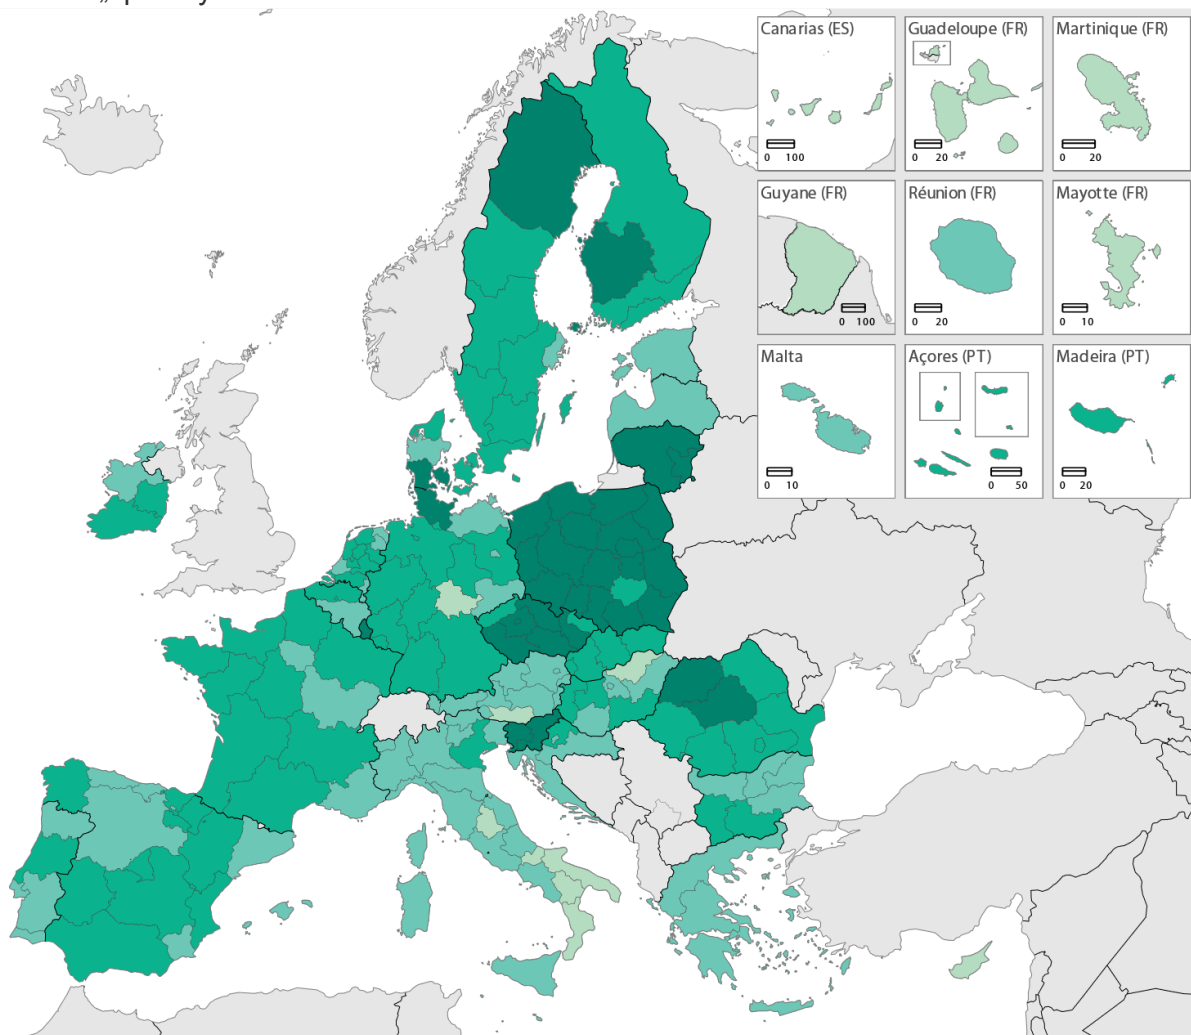 Canarias (ES)
0 100
Guadeloupe (FR)
0 20
Martinique (FR)
0 20
Guyane (FR)
0 100
Réunion (FR)
0 20
Mayotte (FR)
0 10
Malta
0 10
Açores (PT)
0 50
Madeira (PT)
0 20